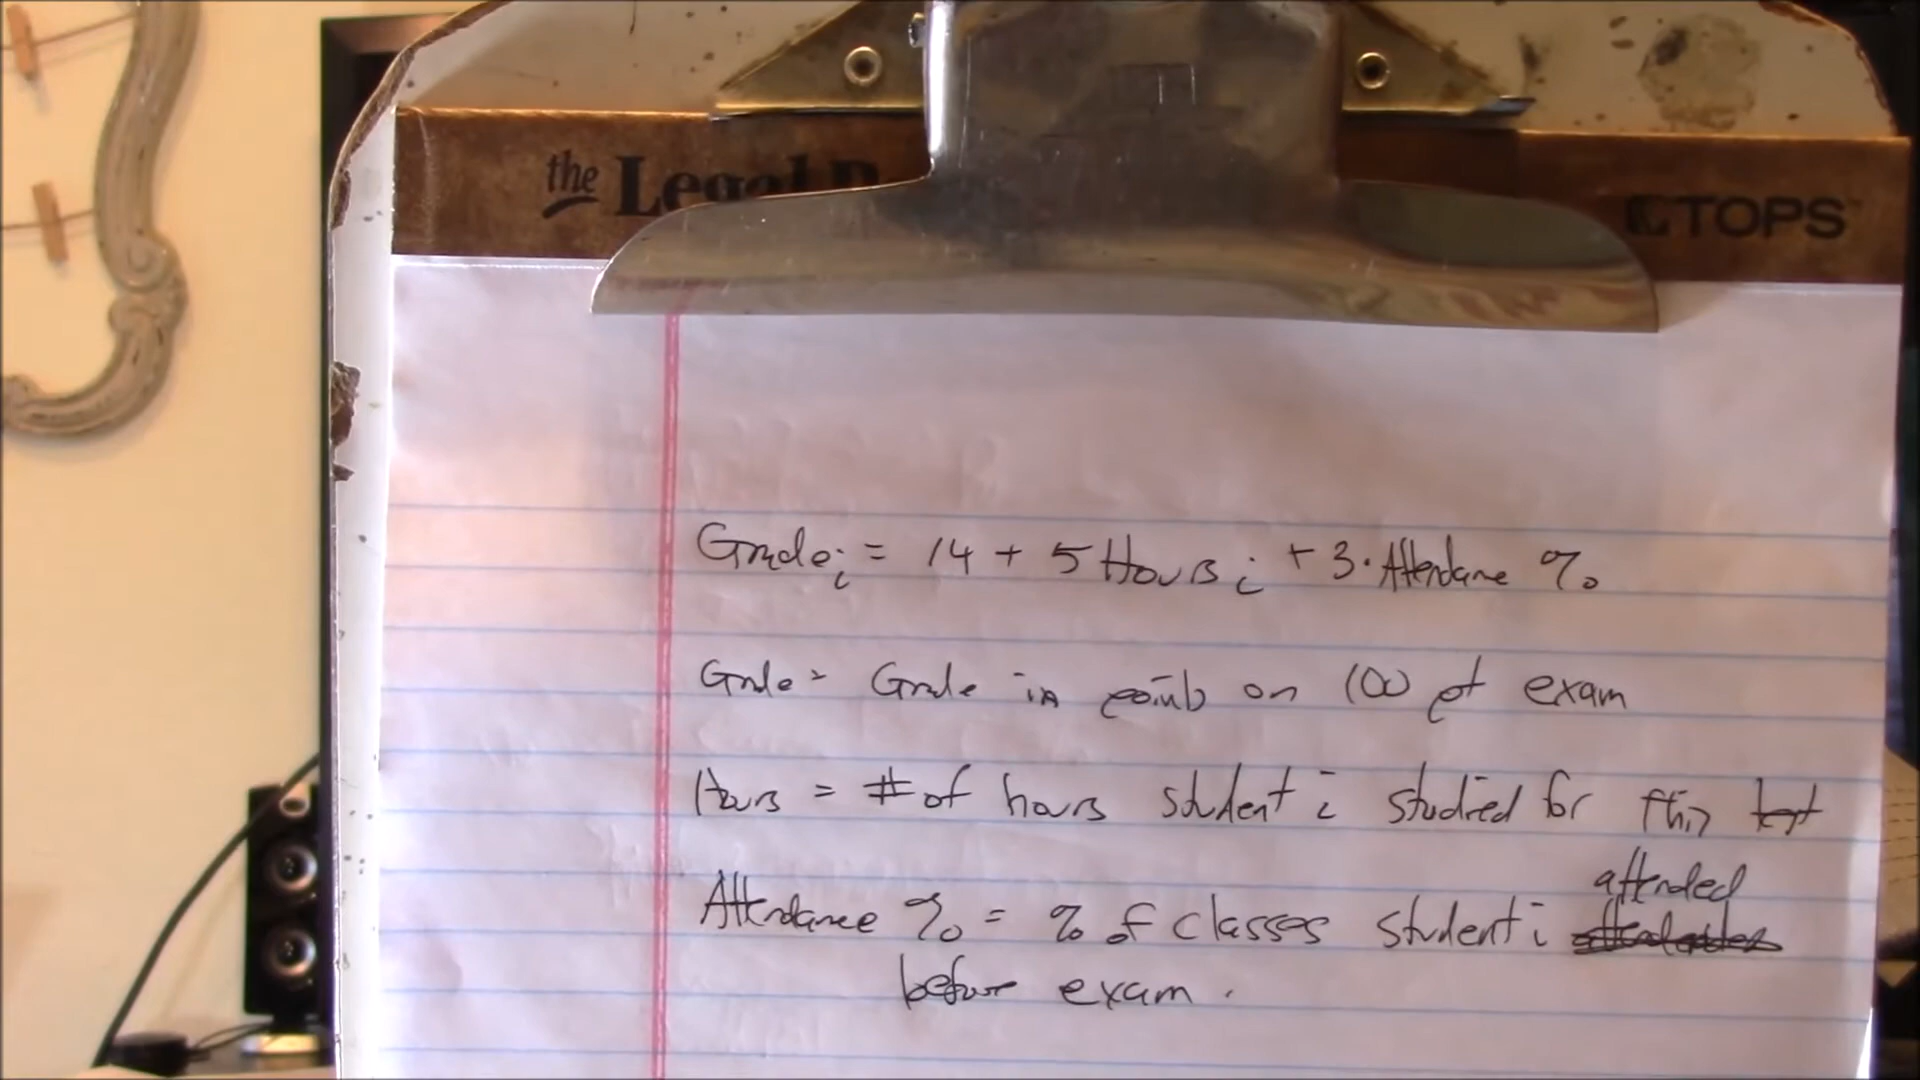 the Legal
TOPS
Grade i = 14 + 5 Hours i + 3 · Attendance %
Grade = Grade in points on 100 pt exam
Hours = # of hours student i studied for this test
attended
Attendance % = % of classes student i
before exam.